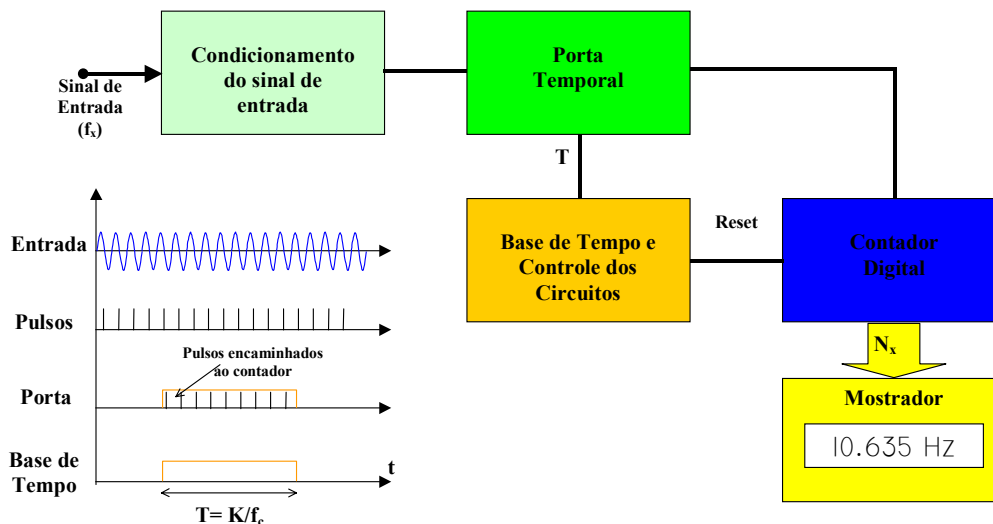 Condicionamento
do sinal de
entrada
Porta
Temporal
Sinal de
Entrada
(fx)
T
Base de Tempo e
Controle dos
Circuitos
Reset
Contador
Digital
Nx
Mostrador
10.635 Hz
Entrada
Pulsos
Pulsos encaminhados
ao contador
Porta
Base de
Tempo
t
T= K/fc